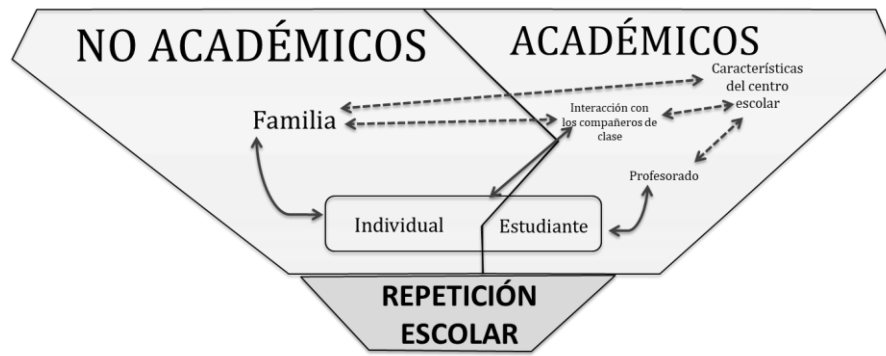 NO ACADÉMICOS
ACADÉMICOS
Características
del centro
escolar
Familia
Interacción con
los compañeros de
clase
Profesorado
Individual
Estudiante
REPETICIÓN
ESCOLAR